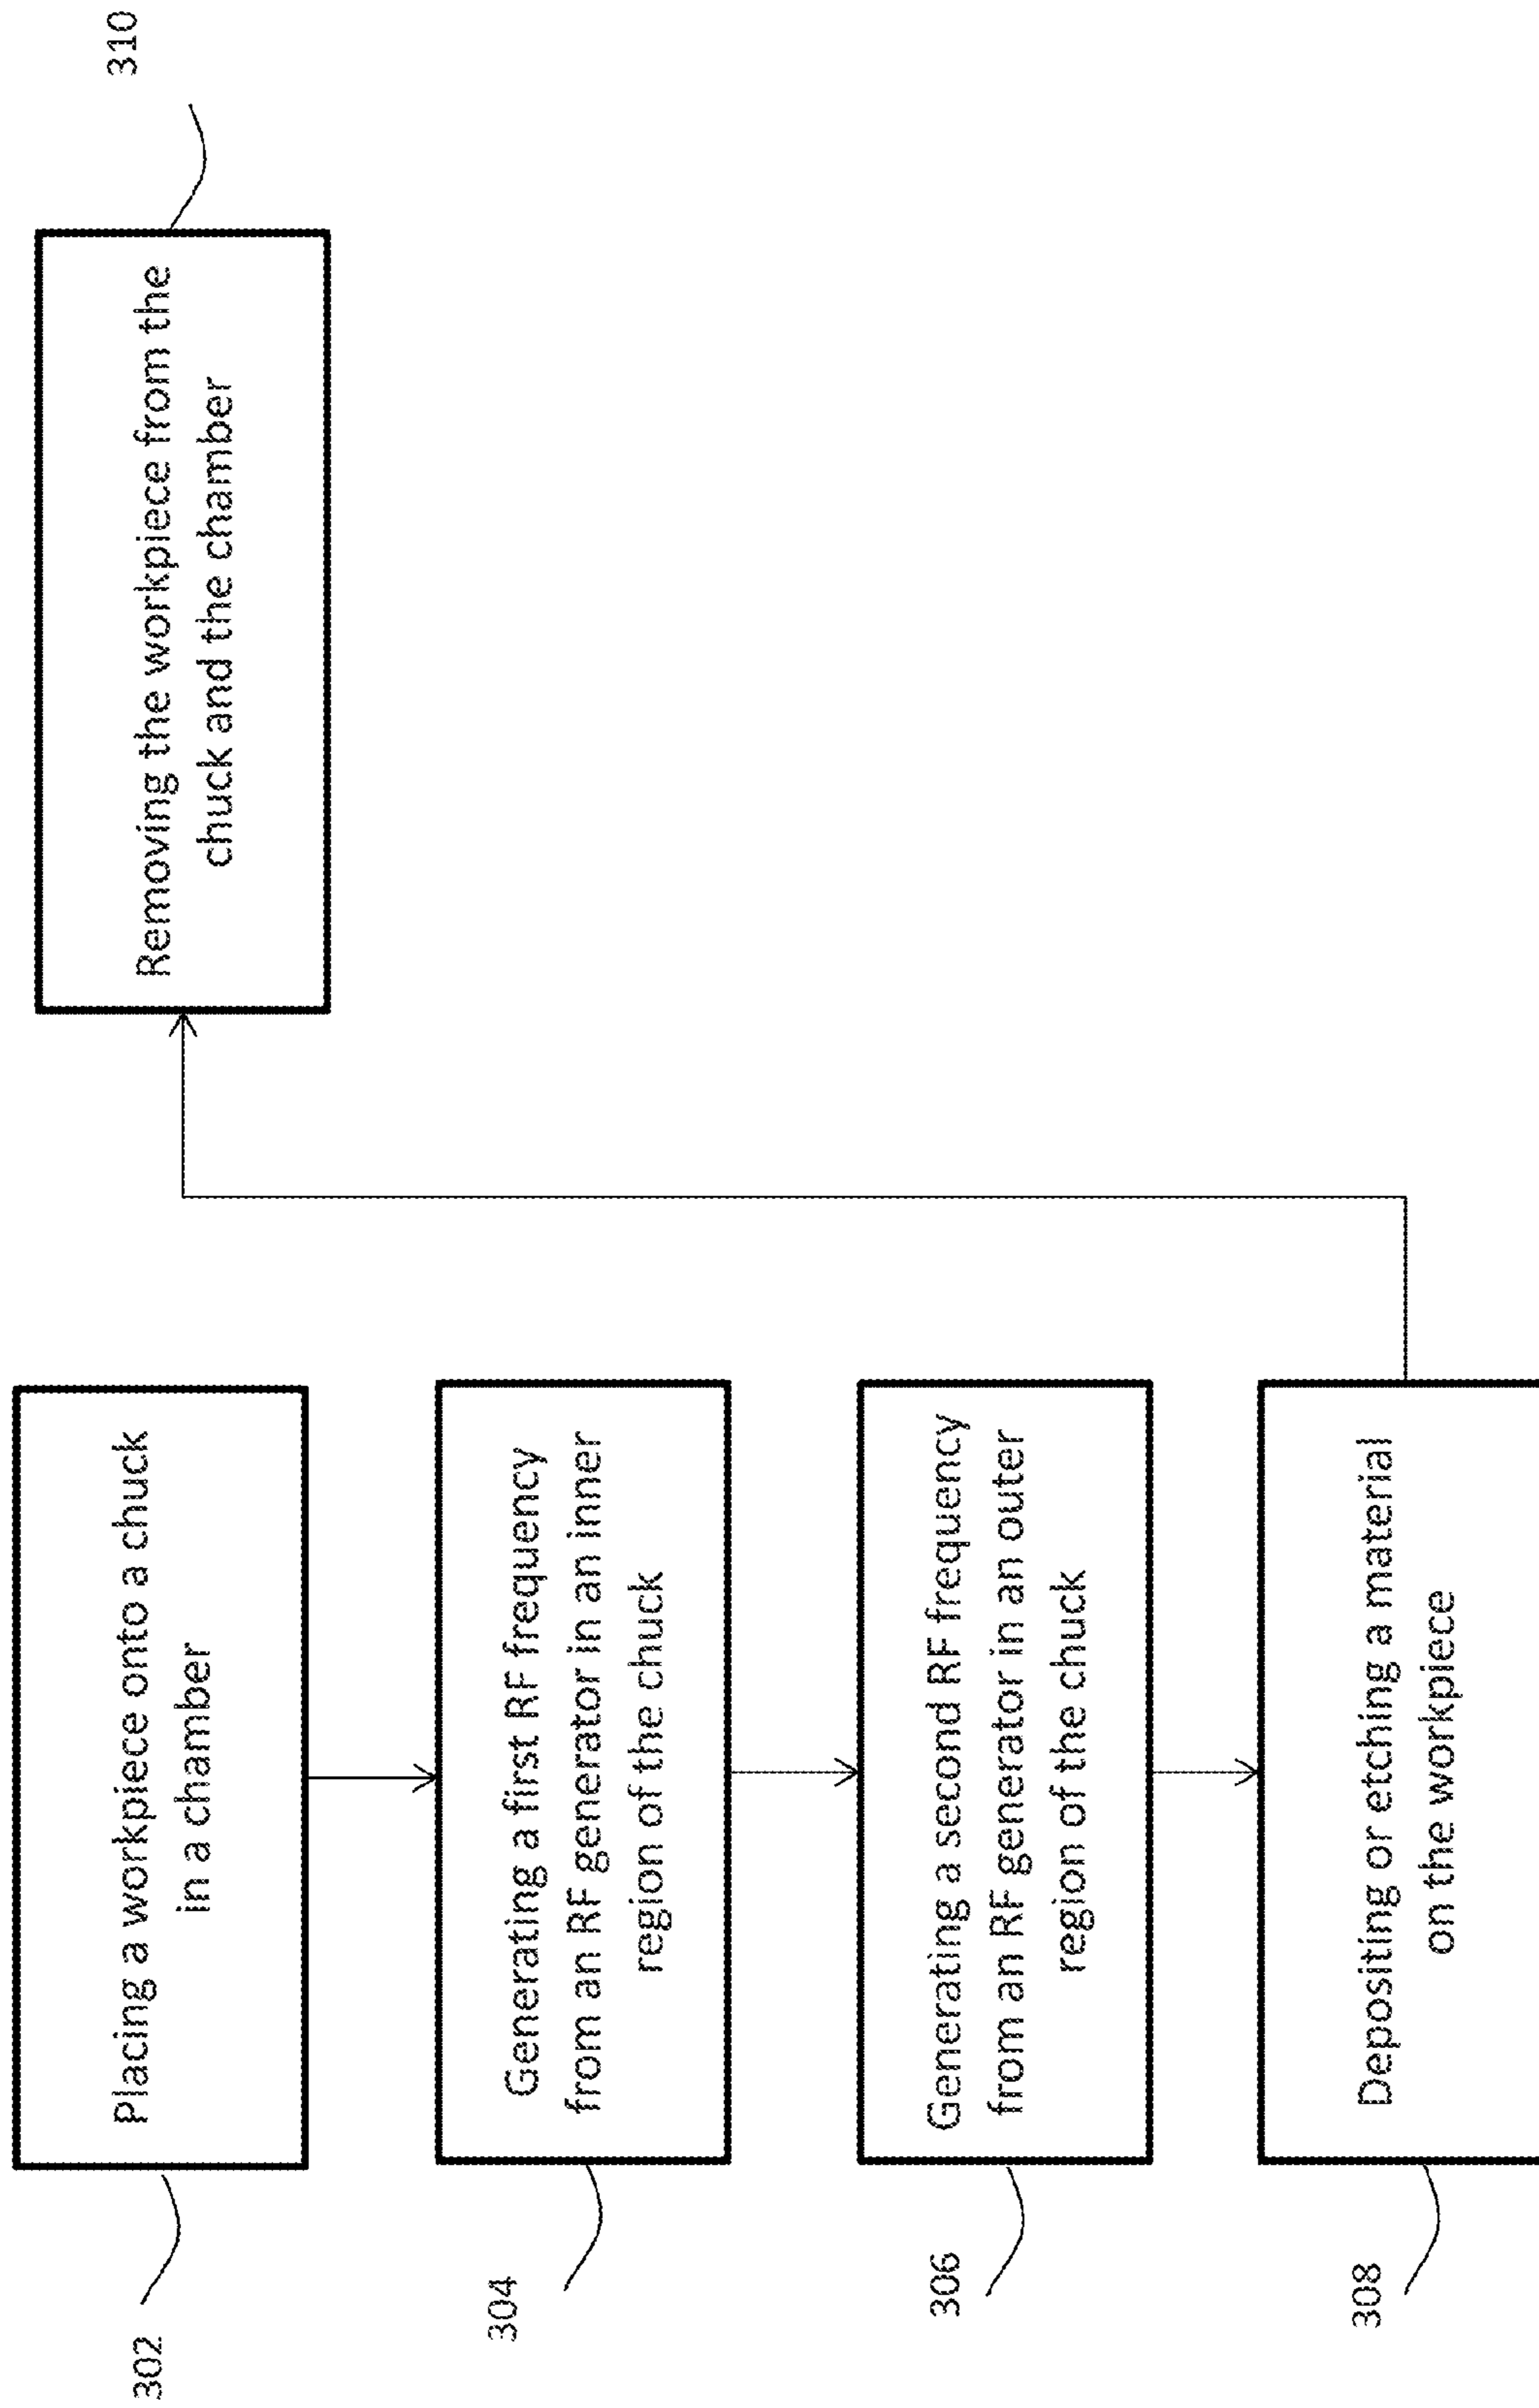 302
Placing a workpiece onto a chuck
in a chamber
304
Generating a first RF frequency
from an RF generator in an inner
region of the chuck
306
Generating a second RF frequency
from an RF generator in an outer
region of the chuck
308
Depositing or etching a material
on the workpiece
310
Removing the workpiece from the
chuck and the chamber